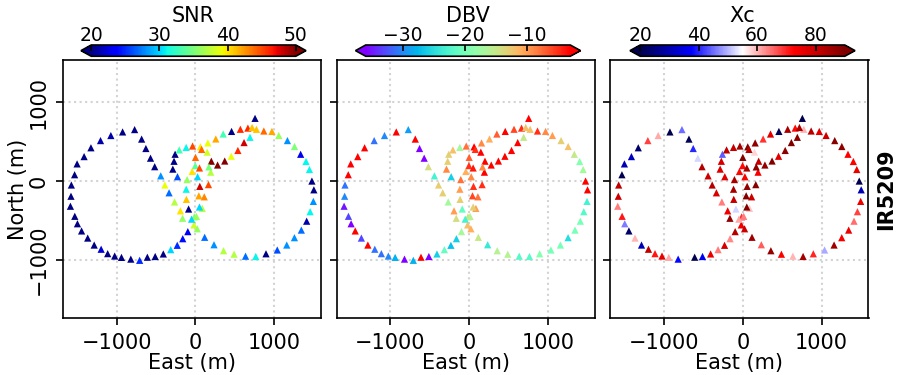 SNR DBV Xc
20 30 40 50 −30 −20 −10 20 40 60 80
1000
0
−1000
North (m)
IR5209
−1000 0 1000 −1000 0 1000 −1000 0 1000
East (m) East (m) East (m)